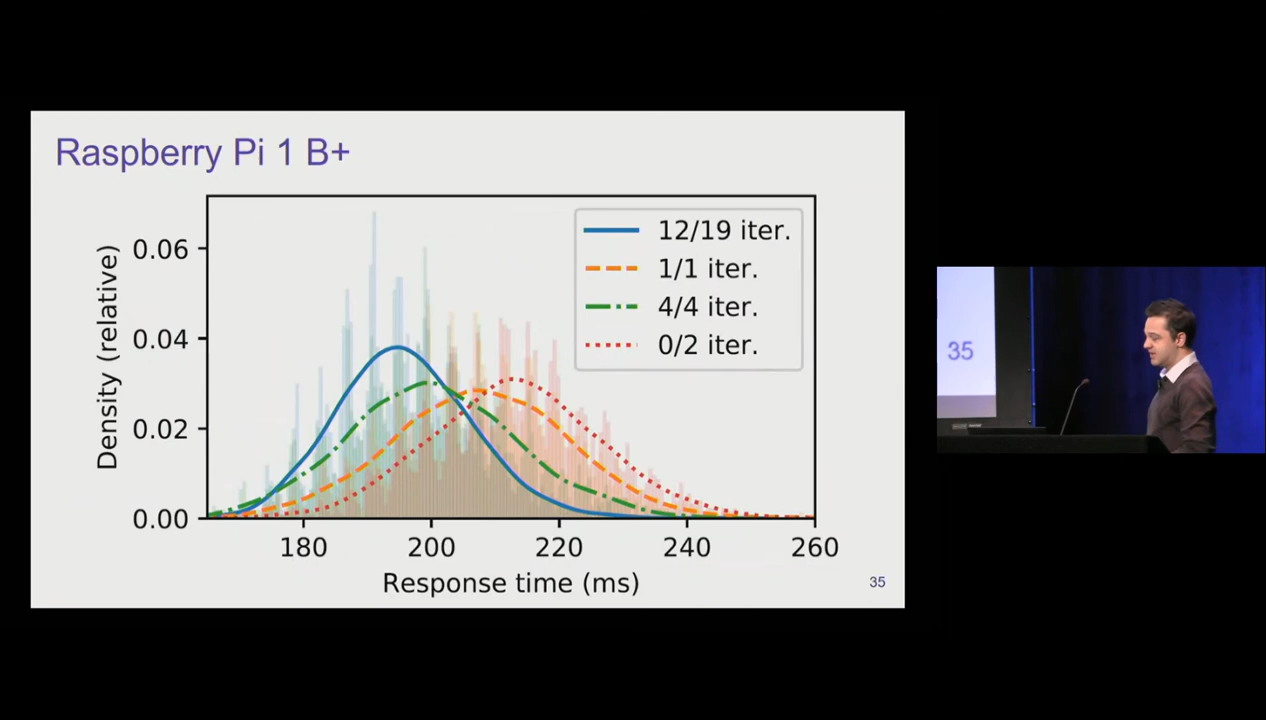 Raspberry Pi 1 B+
12/19 iter.
1/1 iter.
4/4 iter.
0/2 iter.
Density (relative)
0.06
0.04
0.02
0.00
180 200 220 240 260
Response time (ms)
35
35